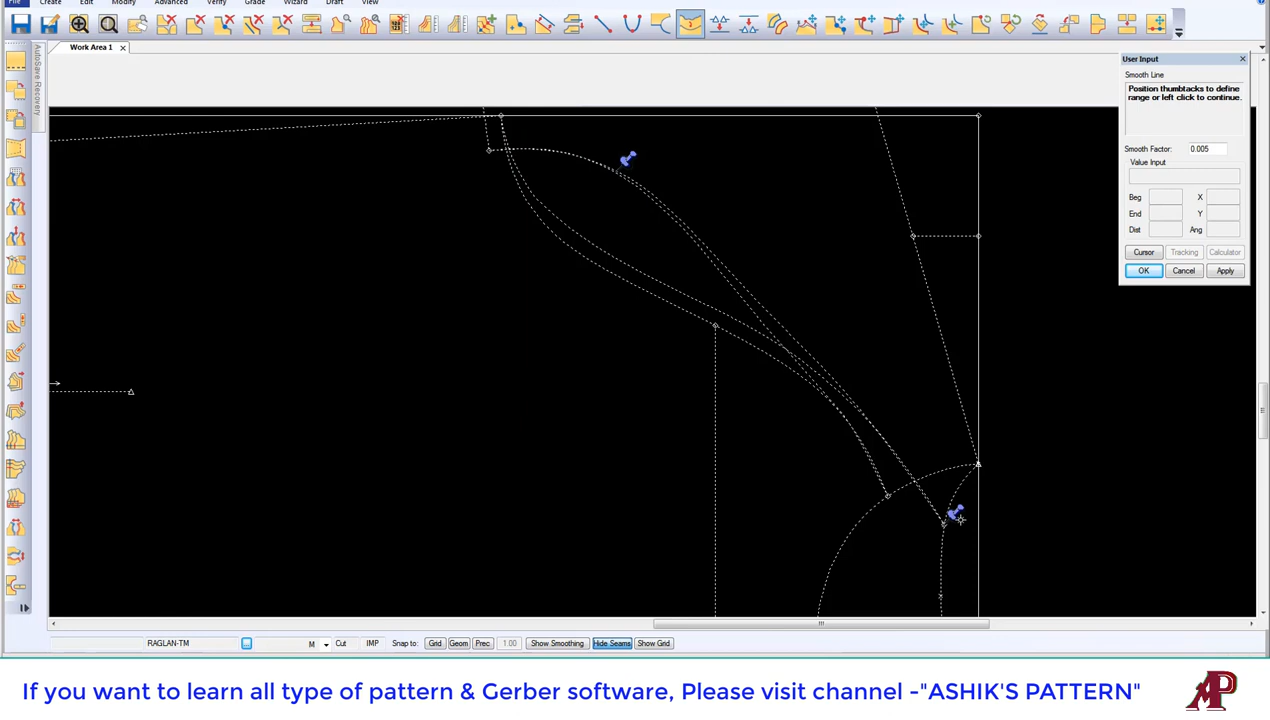 File Create Edit Modify Advanced Verify Grade Wizard Draft View
Work Area 1
AutoSave Recovery
User Input
Smooth Line
Position thumbtacks to define
range or left click to continue.
Smooth Factor: 0.005
Value Input
Beg X
End Y
Dist Ang
Cursor Tracking Calculator
OK Cancel Apply
RAGLAN-TM M Cut IMP Snap to: Grid Geom Prec 1.00 Show Smoothing Hide Seams Show Grid
If you want to learn all type of pattern & Gerber software, Please visit channel -"ASHIK'S PATTERN"
AP